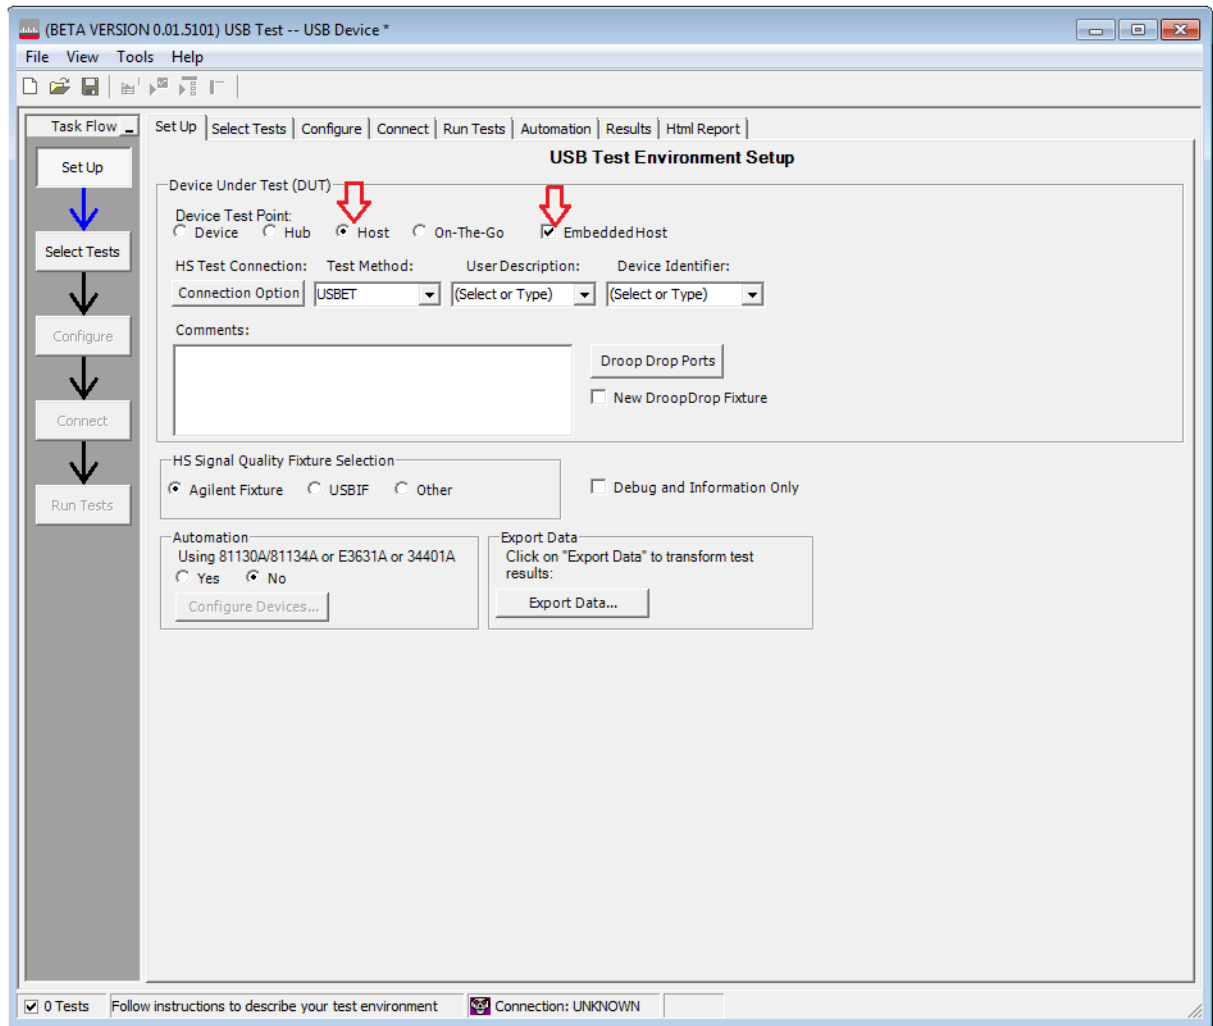 (BETA VERSION 0.01.5101) USB Test -- USB Device *
File View Tools Help
Task Flow
Set Up Select Tests Configure Connect Run Tests Automation Results Html Report
USB Test Environment Setup
Set Up
Select Tests
Configure
Connect
Run Tests
Device Under Test (DUT)
Device Test Point:
Device Hub Host On-The-Go Embedded Host
HS Test Connection: Test Method: User Description: Device Identifier:
Connection Option USBET (Select or Type) (Select or Type)
Comments:
Droop Drop Ports
New DroopDrop Fixture
HS Signal Quality Fixture Selection
Agilent Fixture USBIF Other
Debug and Information Only
Automation
Using 81130A/81134A or E3631A or 34401A
Yes No
Configure Devices...
Export Data
Click on "Export Data" to transform test
results:
Export Data...
0 Tests Follow instructions to describe your test environment Connection: UNKNOWN